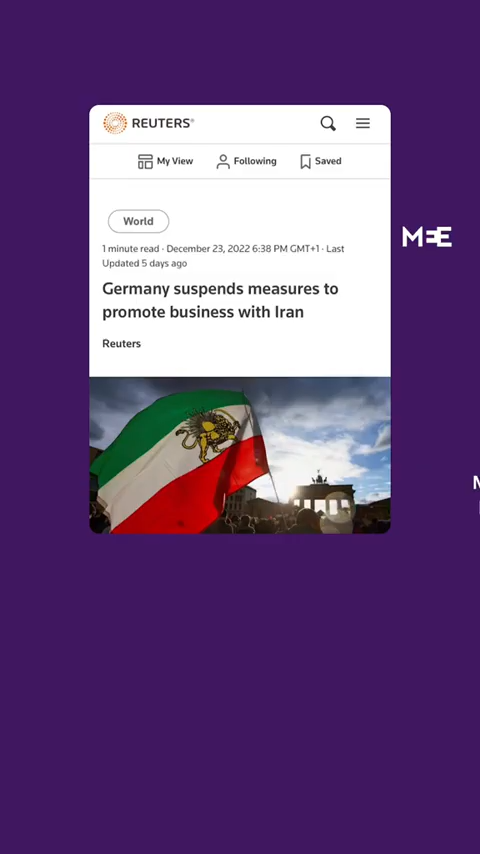 REUTERS®
My View
Following
Saved
World
MEE
1 minute read · December 23, 2022 6:38 PM GMT+1 · Last
Updated 5 days ago
Germany suspends measures to
promote business with Iran
Reuters